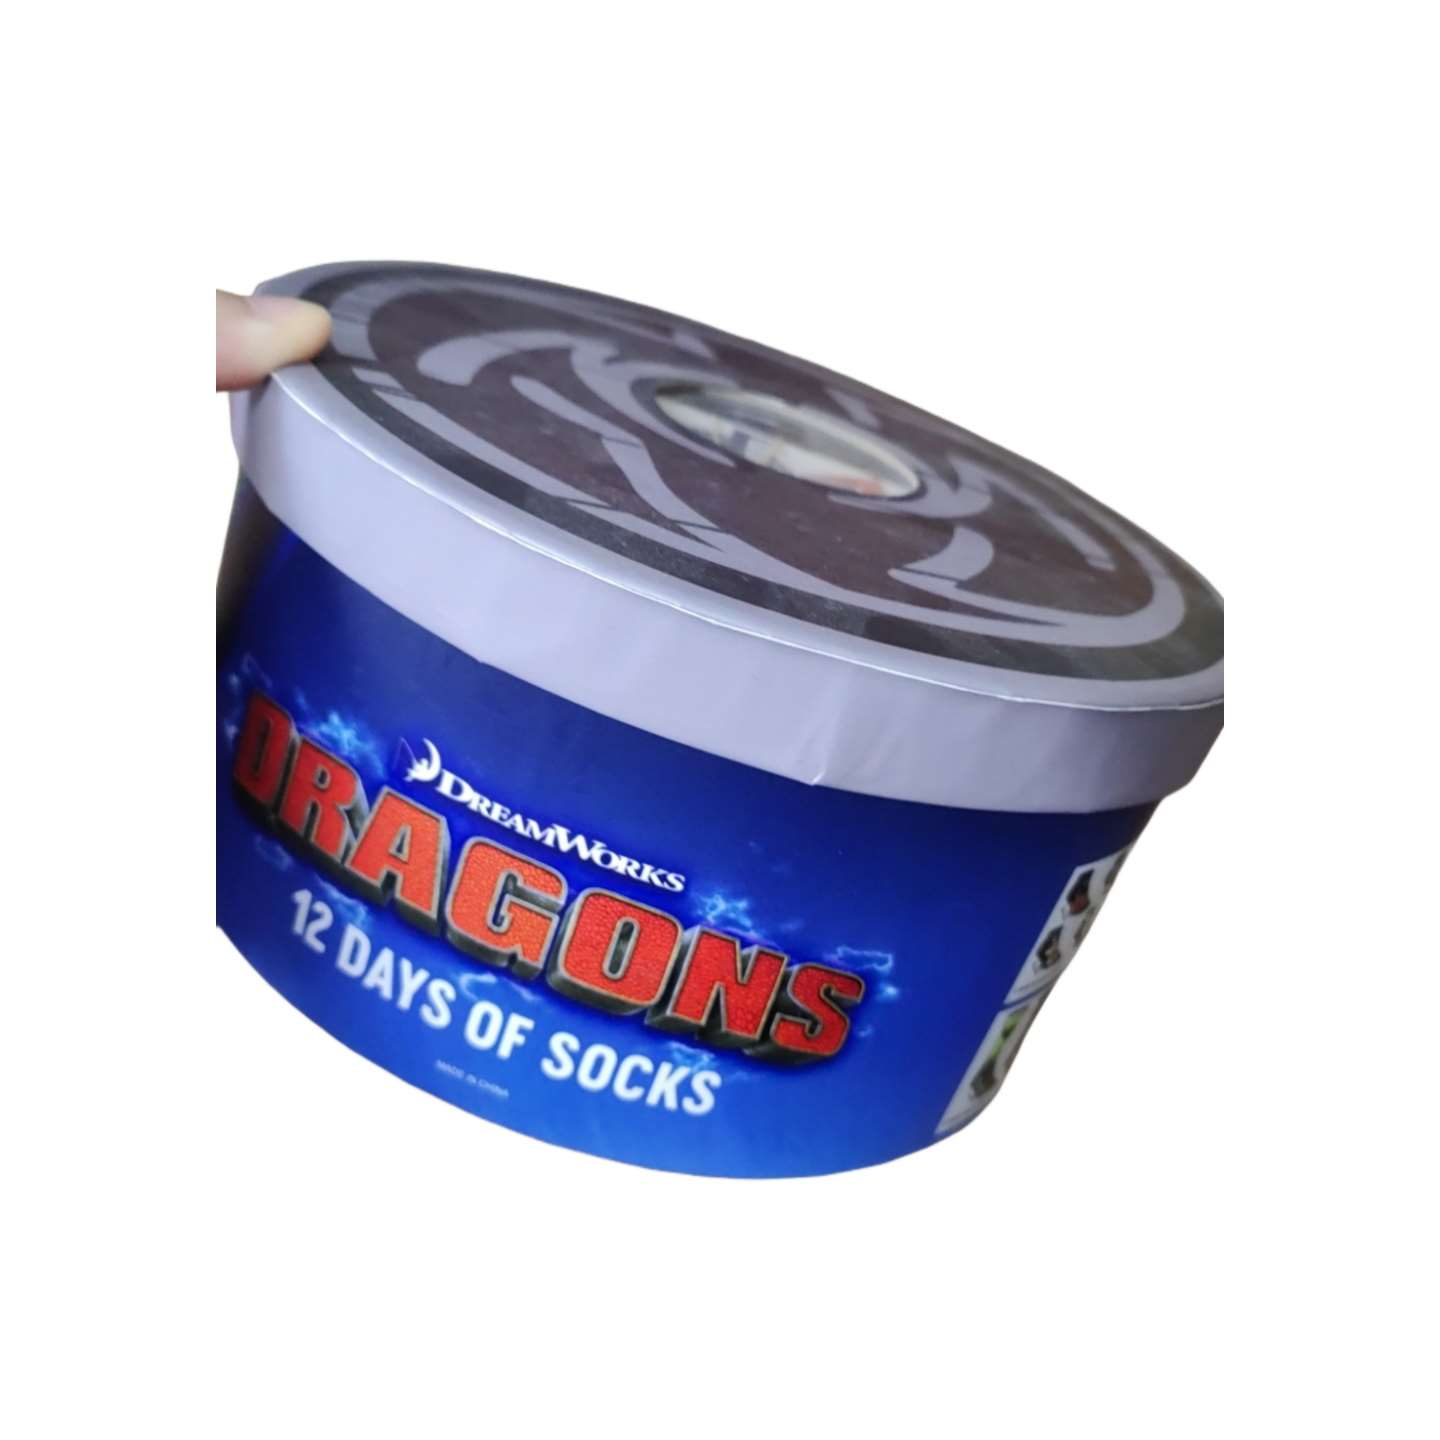 DREAMWORKS
DRAGONS
12 DAYS OF SOCKS
MADE IN CHINA